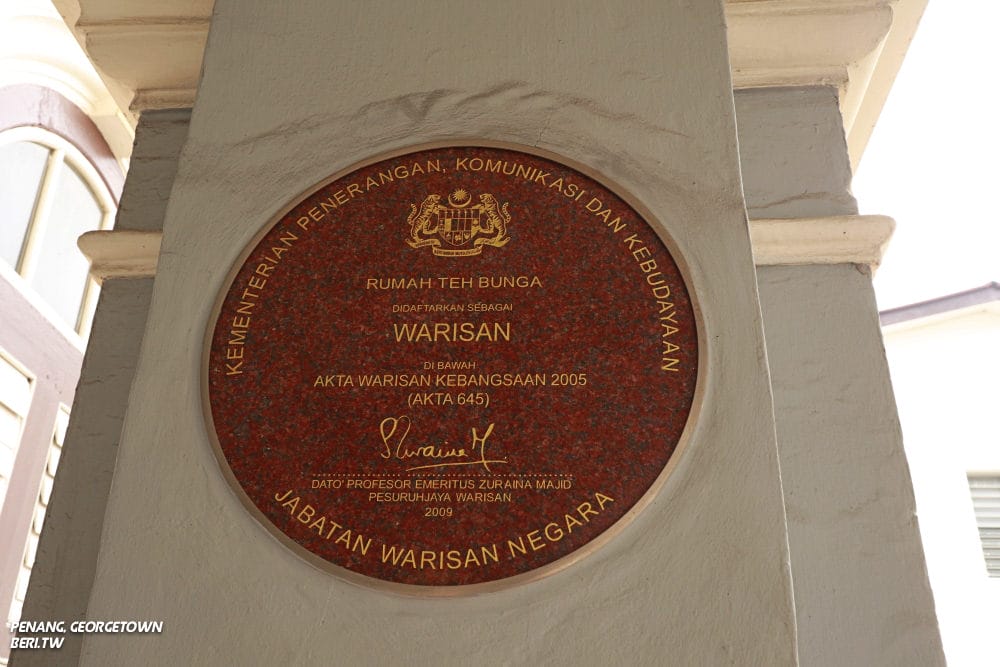 KEMENTERIAN PENERANGAN, KOMUNIKASI DAN KEBUDAYAAN
RUMAH TEH BUNGA
DIDAFTARKAN SEBAGAI
WARISAN
DI BAWAH
AKTA WARISAN KEBANGSAAN 2005
(AKTA 645)
DATO' PROFESOR EMERITUS ZURAINA MAJID
PESURUHJAYA WARISAN
2009
JABATAN WARISAN NEGARA
PENANG, GEORGETOWN
BERI.TW